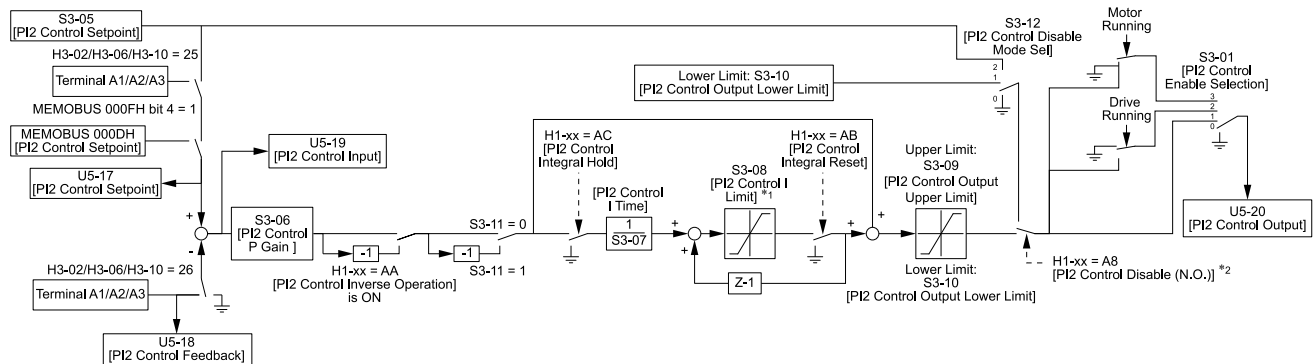 S3-05
[PI2 Control Setpoint]
H3-02/H3-06/H3-10 = 25
Terminal A1/A2/A3
MEMOBUS 000FH bit 4 = 1
MEMOBUS 000DH
[PI2 Control Setpoint]
U5-17
[PI2 Control Setpoint]
+
-
H3-02/H3-06/H3-10 = 26
Terminal A1/A2/A3
U5-18
[PI2 Control Feedback]
U5-19
[PI2 Control Input]
S3-06
[PI2 Control
P Gain ]
-1
H1-xx = AA
[PI2 Control Inverse Operation]
is ON
S3-11 = 0
-1
S3-11 = 1
H1-xx = AC
[PI2 Control
Integral Hold]
[PI2 Control
I Time]
1
S3-07
+
+
S3-08
[PI2 Control I
Limit] *1
Z-1
H1-xx = AB
[PI2 Control
Integral Reset]
+
+
Upper Limit:
S3-09
[PI2 Control Output
Upper Limit]
Lower Limit:
S3-10
[PI2 Control Output Lower Limit]
Lower Limit: S3-10
[PI2 Control Output Lower Limit]
S3-12
[PI2 Control Disable
Mode Sel]
2
1
0
H1-xx = A8
[PI2 Control Disable (N.O.)] *2
Motor
Running
Drive
Running
S3-01
[PI2 Control
Enable Selection]
3
2
1
0
U5-20
[PI2 Control Output]